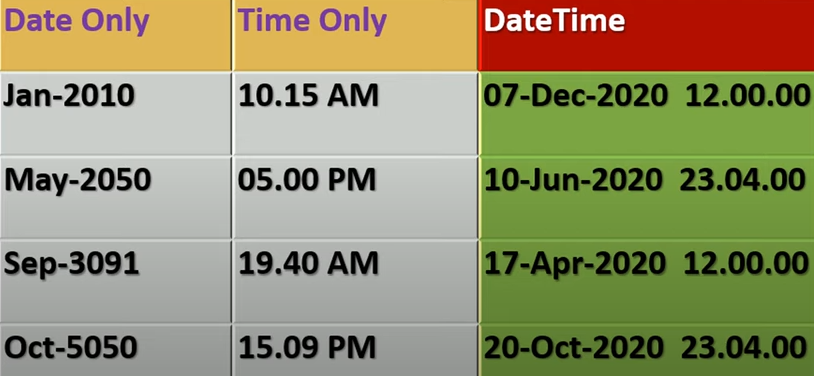 Date Only Time Only DateTime
Jan-2010 10.15 AM 07-Dec-2020 12.00.00
May-2050 05.00 PM 10-Jun-2020 23.04.00
Sep-3091 19.40 AM 17-Apr-2020 12.00.00
Oct-5050 15.09 PM 20-Oct-2020 23.04.00